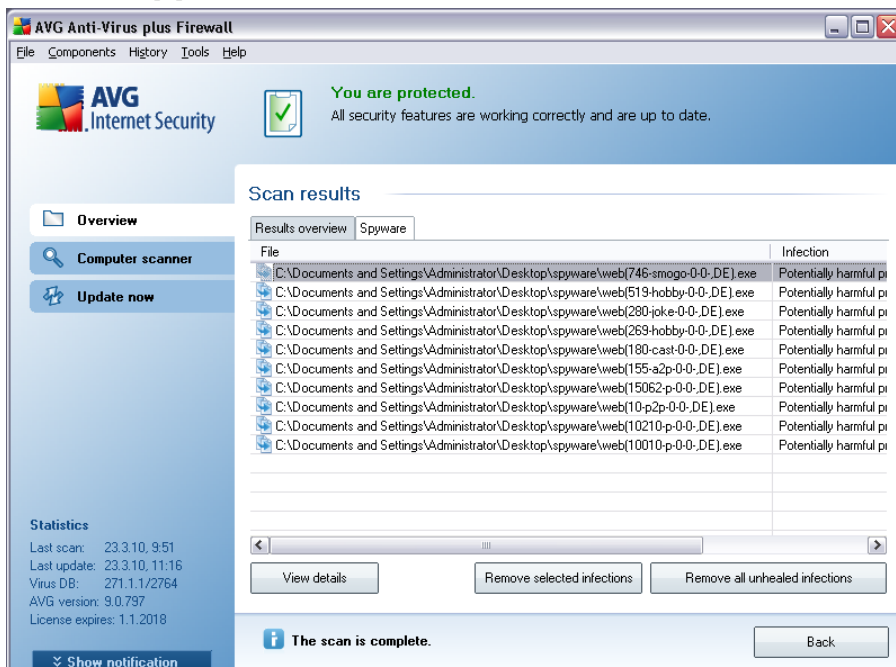 AVG Anti-Virus plus Firewall
File Components History Tools Help
AVG
Internet Security
You are protected.
All security features are working correctly and are up to date.
Overview
Computer scanner
Update now
Scan results
Results overview Spyware
File Infection
C:\Documents and Settings\Administrator\Desktop\spyware\web(746-smogo-0-0-,DE).exe Potentially harmful pr
C:\Documents and Settings\Administrator\Desktop\spyware\web(519-hobby-0-0-,DE).exe Potentially harmful pr
C:\Documents and Settings\Administrator\Desktop\spyware\web(280-joke-0-0-,DE).exe Potentially harmful pr
C:\Documents and Settings\Administrator\Desktop\spyware\web(269-hobby-0-0-,DE).exe Potentially harmful pr
C:\Documents and Settings\Administrator\Desktop\spyware\web(180-cast-0-0-,DE).exe Potentially harmful pr
C:\Documents and Settings\Administrator\Desktop\spyware\web(155-a2p-0-0-,DE).exe Potentially harmful pr
C:\Documents and Settings\Administrator\Desktop\spyware\web(15062-p-0-0-,DE).exe Potentially harmful pr
C:\Documents and Settings\Administrator\Desktop\spyware\web(10-p2p-0-0-,DE).exe Potentially harmful pr
C:\Documents and Settings\Administrator\Desktop\spyware\web(10210-p-0-0-,DE).exe Potentially harmful pr
C:\Documents and Settings\Administrator\Desktop\spyware\web(10010-p-0-0-,DE).exe Potentially harmful pr
View details Remove selected infections Remove all unhealed infections
Statistics
Last scan: 23.3.10, 9:51
Last update: 23.3.10, 11:16
Virus DB: 271.1.1/2764
AVG version: 9.0.797
License expires: 1.1.2018
Show notification
The scan is complete.
Back